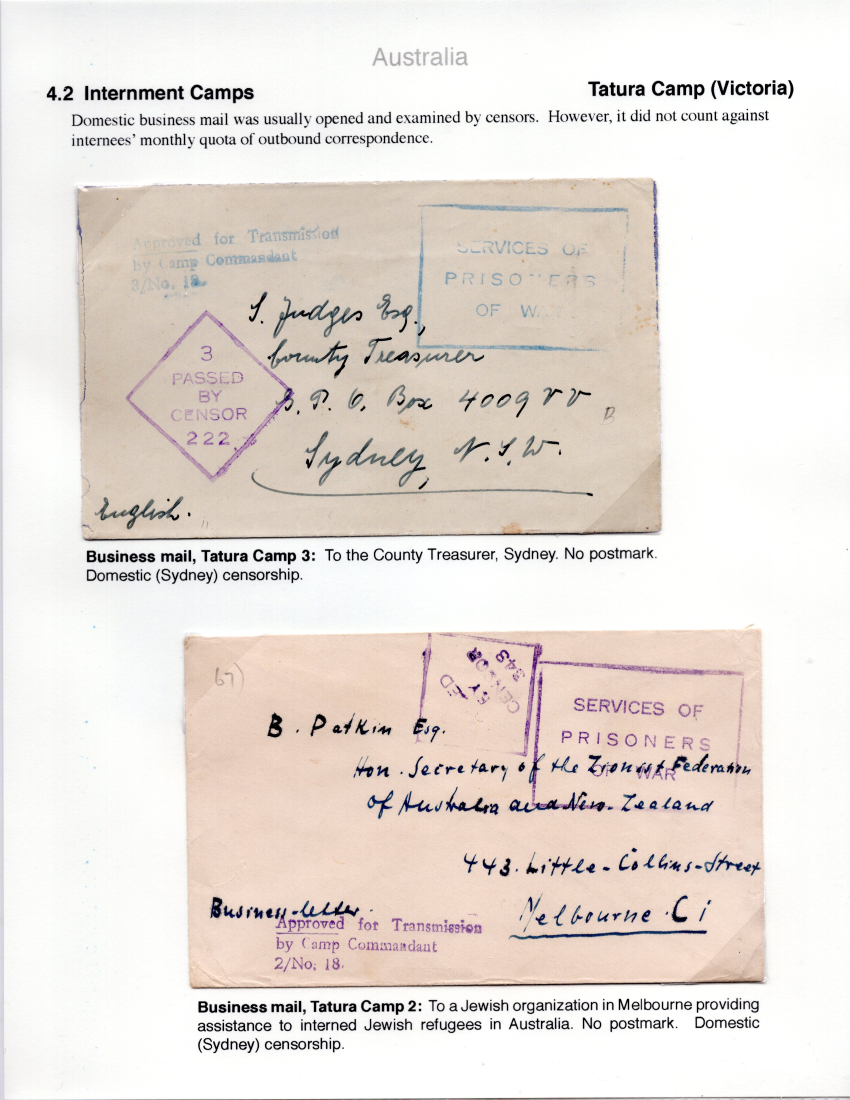 Australia
4.2 Internment Camps
Tatura Camp (Victoria)
Domestic business mail was usually opened and examined by censors. However, it did not count against
internees' monthly quota of outbound correspondence.
Approved for Transmission
by Camp Commandant
3/No. 18.
SERVICES OF
PRISONERS
OF W
S. Judges Esq.,
County Treasurer
G. P. O. Box 4009 VV
Sydney, N.S.W.
3
PASSED
BY
CENSOR
222
English.
Business mail, Tatura Camp 3: To the County Treasurer, Sydney. No postmark.
Domestic (Sydney) censorship.
67)
ED
BY
CENSOR
343
SERVICES OF
PRISONERS
OF WAR
B. Patkin Esq.
Hon. Secretary of the Zionist Federation
of Australia and New-Zealand
443. Little-Collins-Street
Melbourne. C i
Business-letter.
Approved for Transmission
by Camp Commandant
2/No. 18.
Business mail, Tatura Camp 2: To a Jewish organization in Melbourne providing
assistance to interned Jewish refugees in Australia. No postmark. Domestic
(Sydney) censorship.